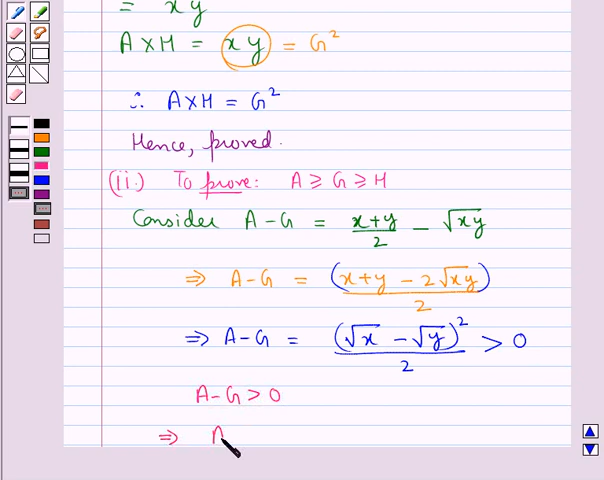 = xy
A×H = xy = G²
∴ A×H = G²
Hence, proved.
(ii.) To prove: A ≥ G ≥ H
Consider A-G = x+y/2 - √xy
⇒ A-G = (x+y - 2√xy)/2
⇒ A-G = (√x - √y)²/2 > 0
A-G > 0
⇒ A